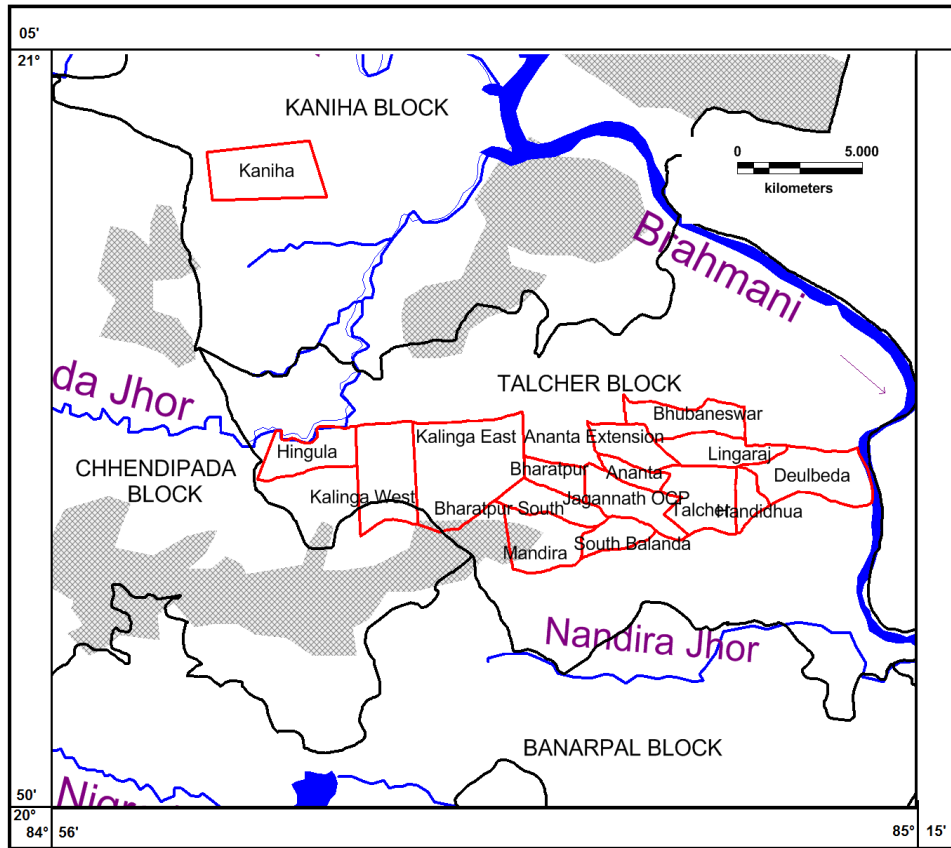 05'
21°
KANIHA BLOCK
0 5.000
kilometers
Kaniha
Brahmani
da Jhor
TALCHER BLOCK
Bhubaneswar
Kalinga East
Ananta Extension
Hingula
Lingaraj
CHHENDIPADA
BLOCK
Bharatpur
Ananta
Deulbeda
Kalinga West
Jagannath OCP
Bharatpur South
Talcher
Handidhua
South Balanda
Mandira
Nandira Jhor
BANARPAL BLOCK
Nigr
50'
20°
84° 56'
85° 15'